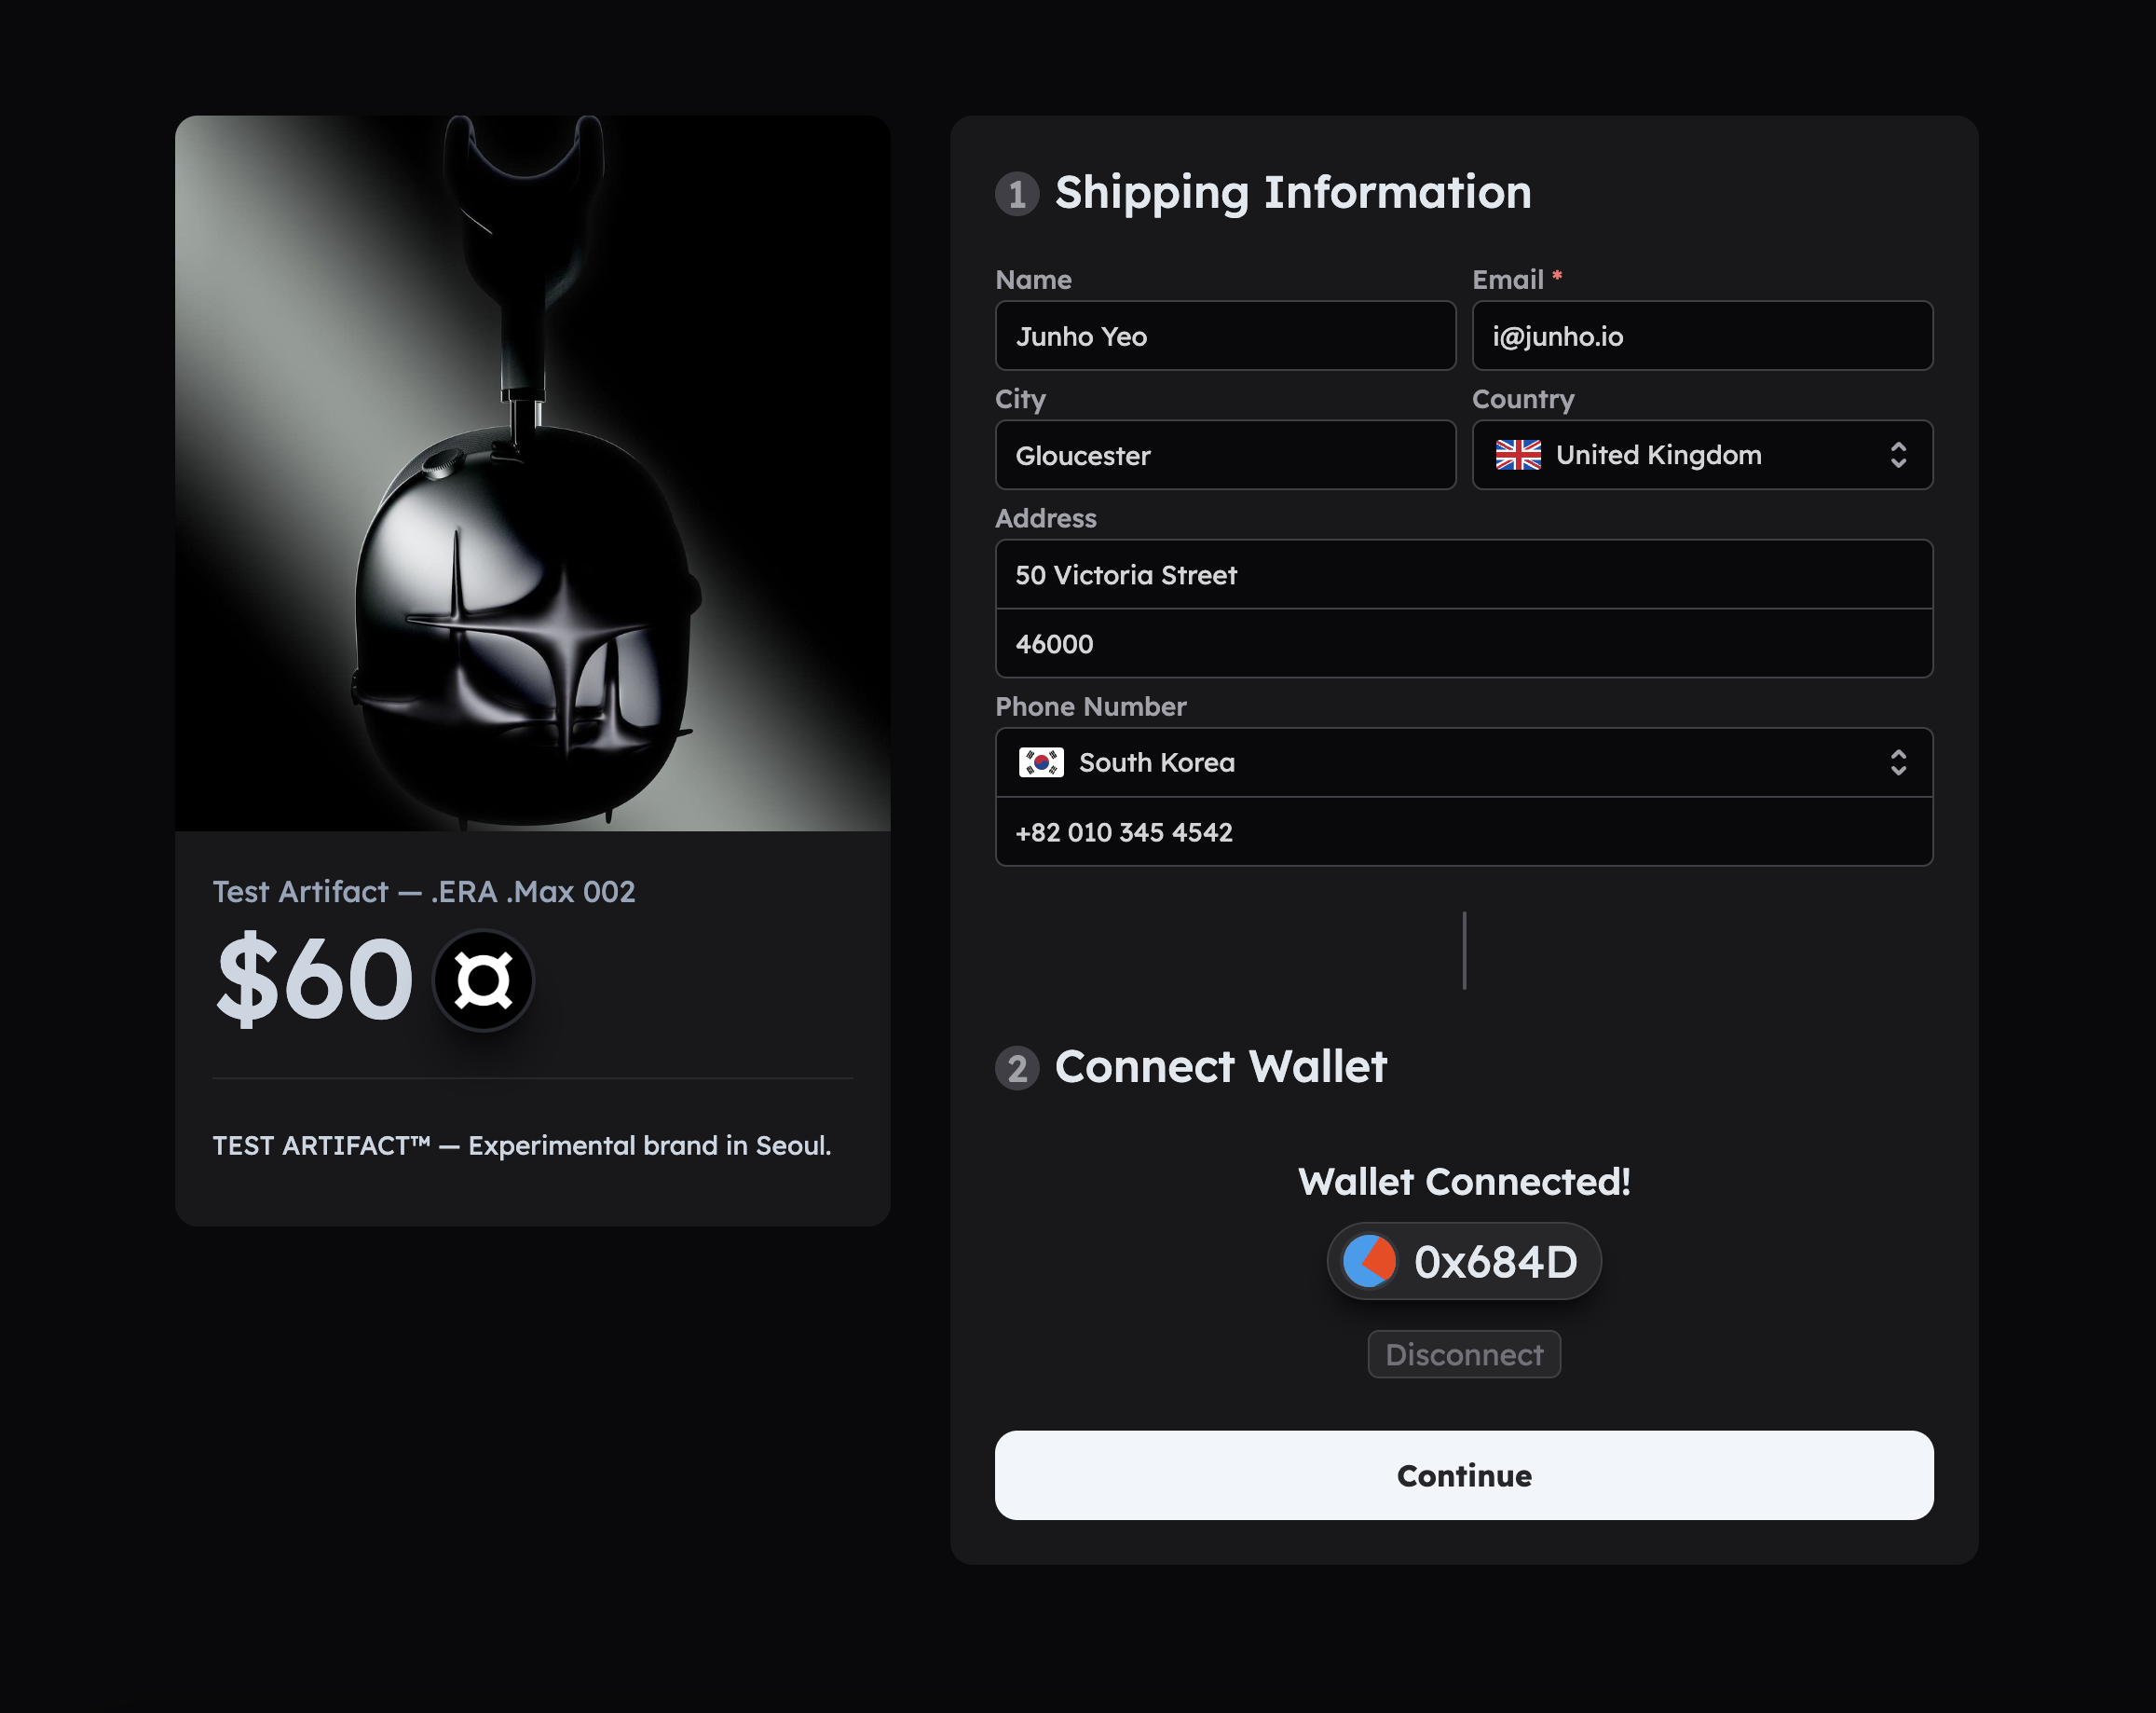 Test Artifact — .ERA .Max 002
$60
TEST ARTIFACT™ — Experimental brand in Seoul.
1 Shipping Information
Name
Junho Yeo
Email *
i@junho.io
City
Gloucester
Country
United Kingdom
Address
50 Victoria Street
46000
Phone Number
South Korea
+82 010 345 4542
2 Connect Wallet
Wallet Connected!
0x684D
Disconnect
Continue